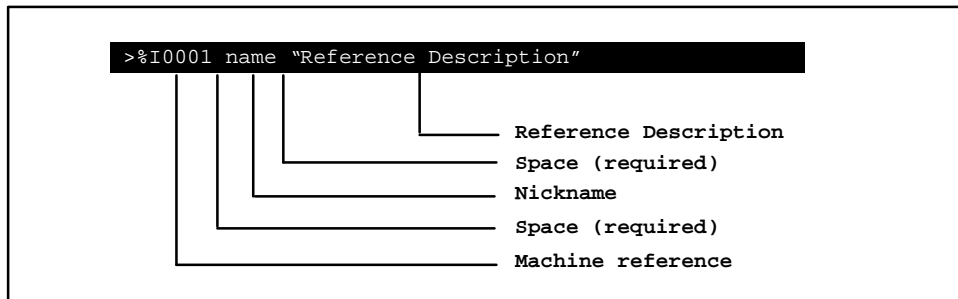 >%I0001 name “Reference Description”
Reference Description
Space (required)
Nickname
Space (required)
Machine reference